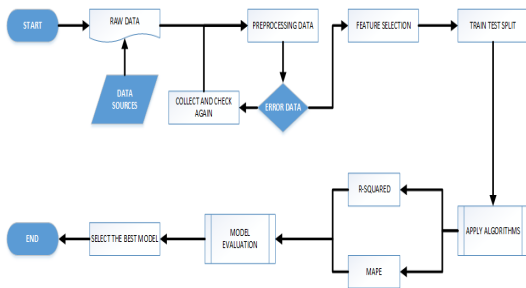 START
RAW DATA
PREPROCESSING DATA
FEATURE SELECTION
TRAIN TEST SPLIT
DATA
SOURCES
COLLECT AND CHECK
AGAIN
ERROR DATA
R-SQUARED
END
SELECT THE BEST MODEL
MODEL
EVALUATION
APPLY ALGORITHMS
MAPE